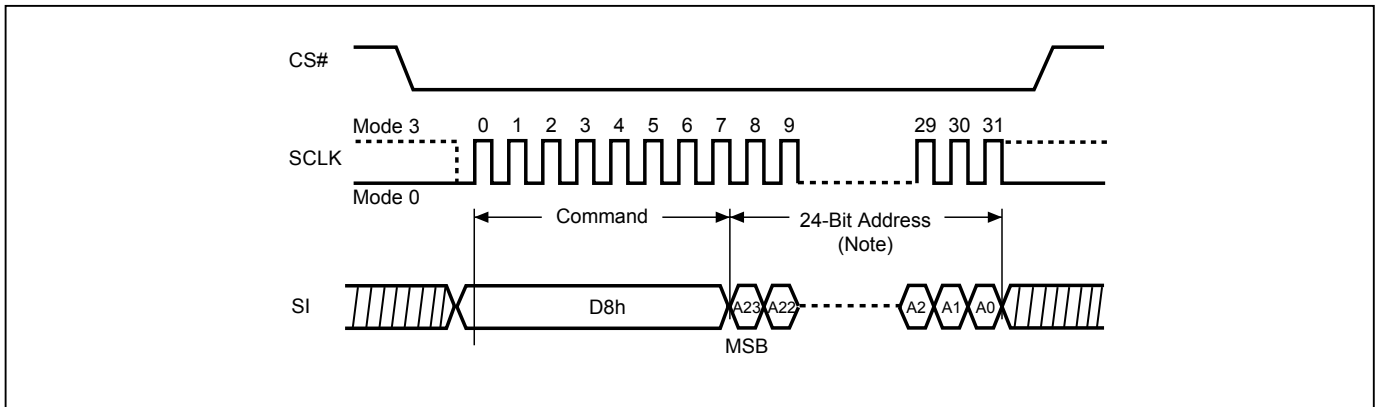 CS#
Mode 3
0 1 2 3 4 5 6 7 8 9 29 30 31
SCLK
Mode 0
Command
24-Bit Address
(Note)
SI
D8h
A23 A22 A2 A1 A0
MSB